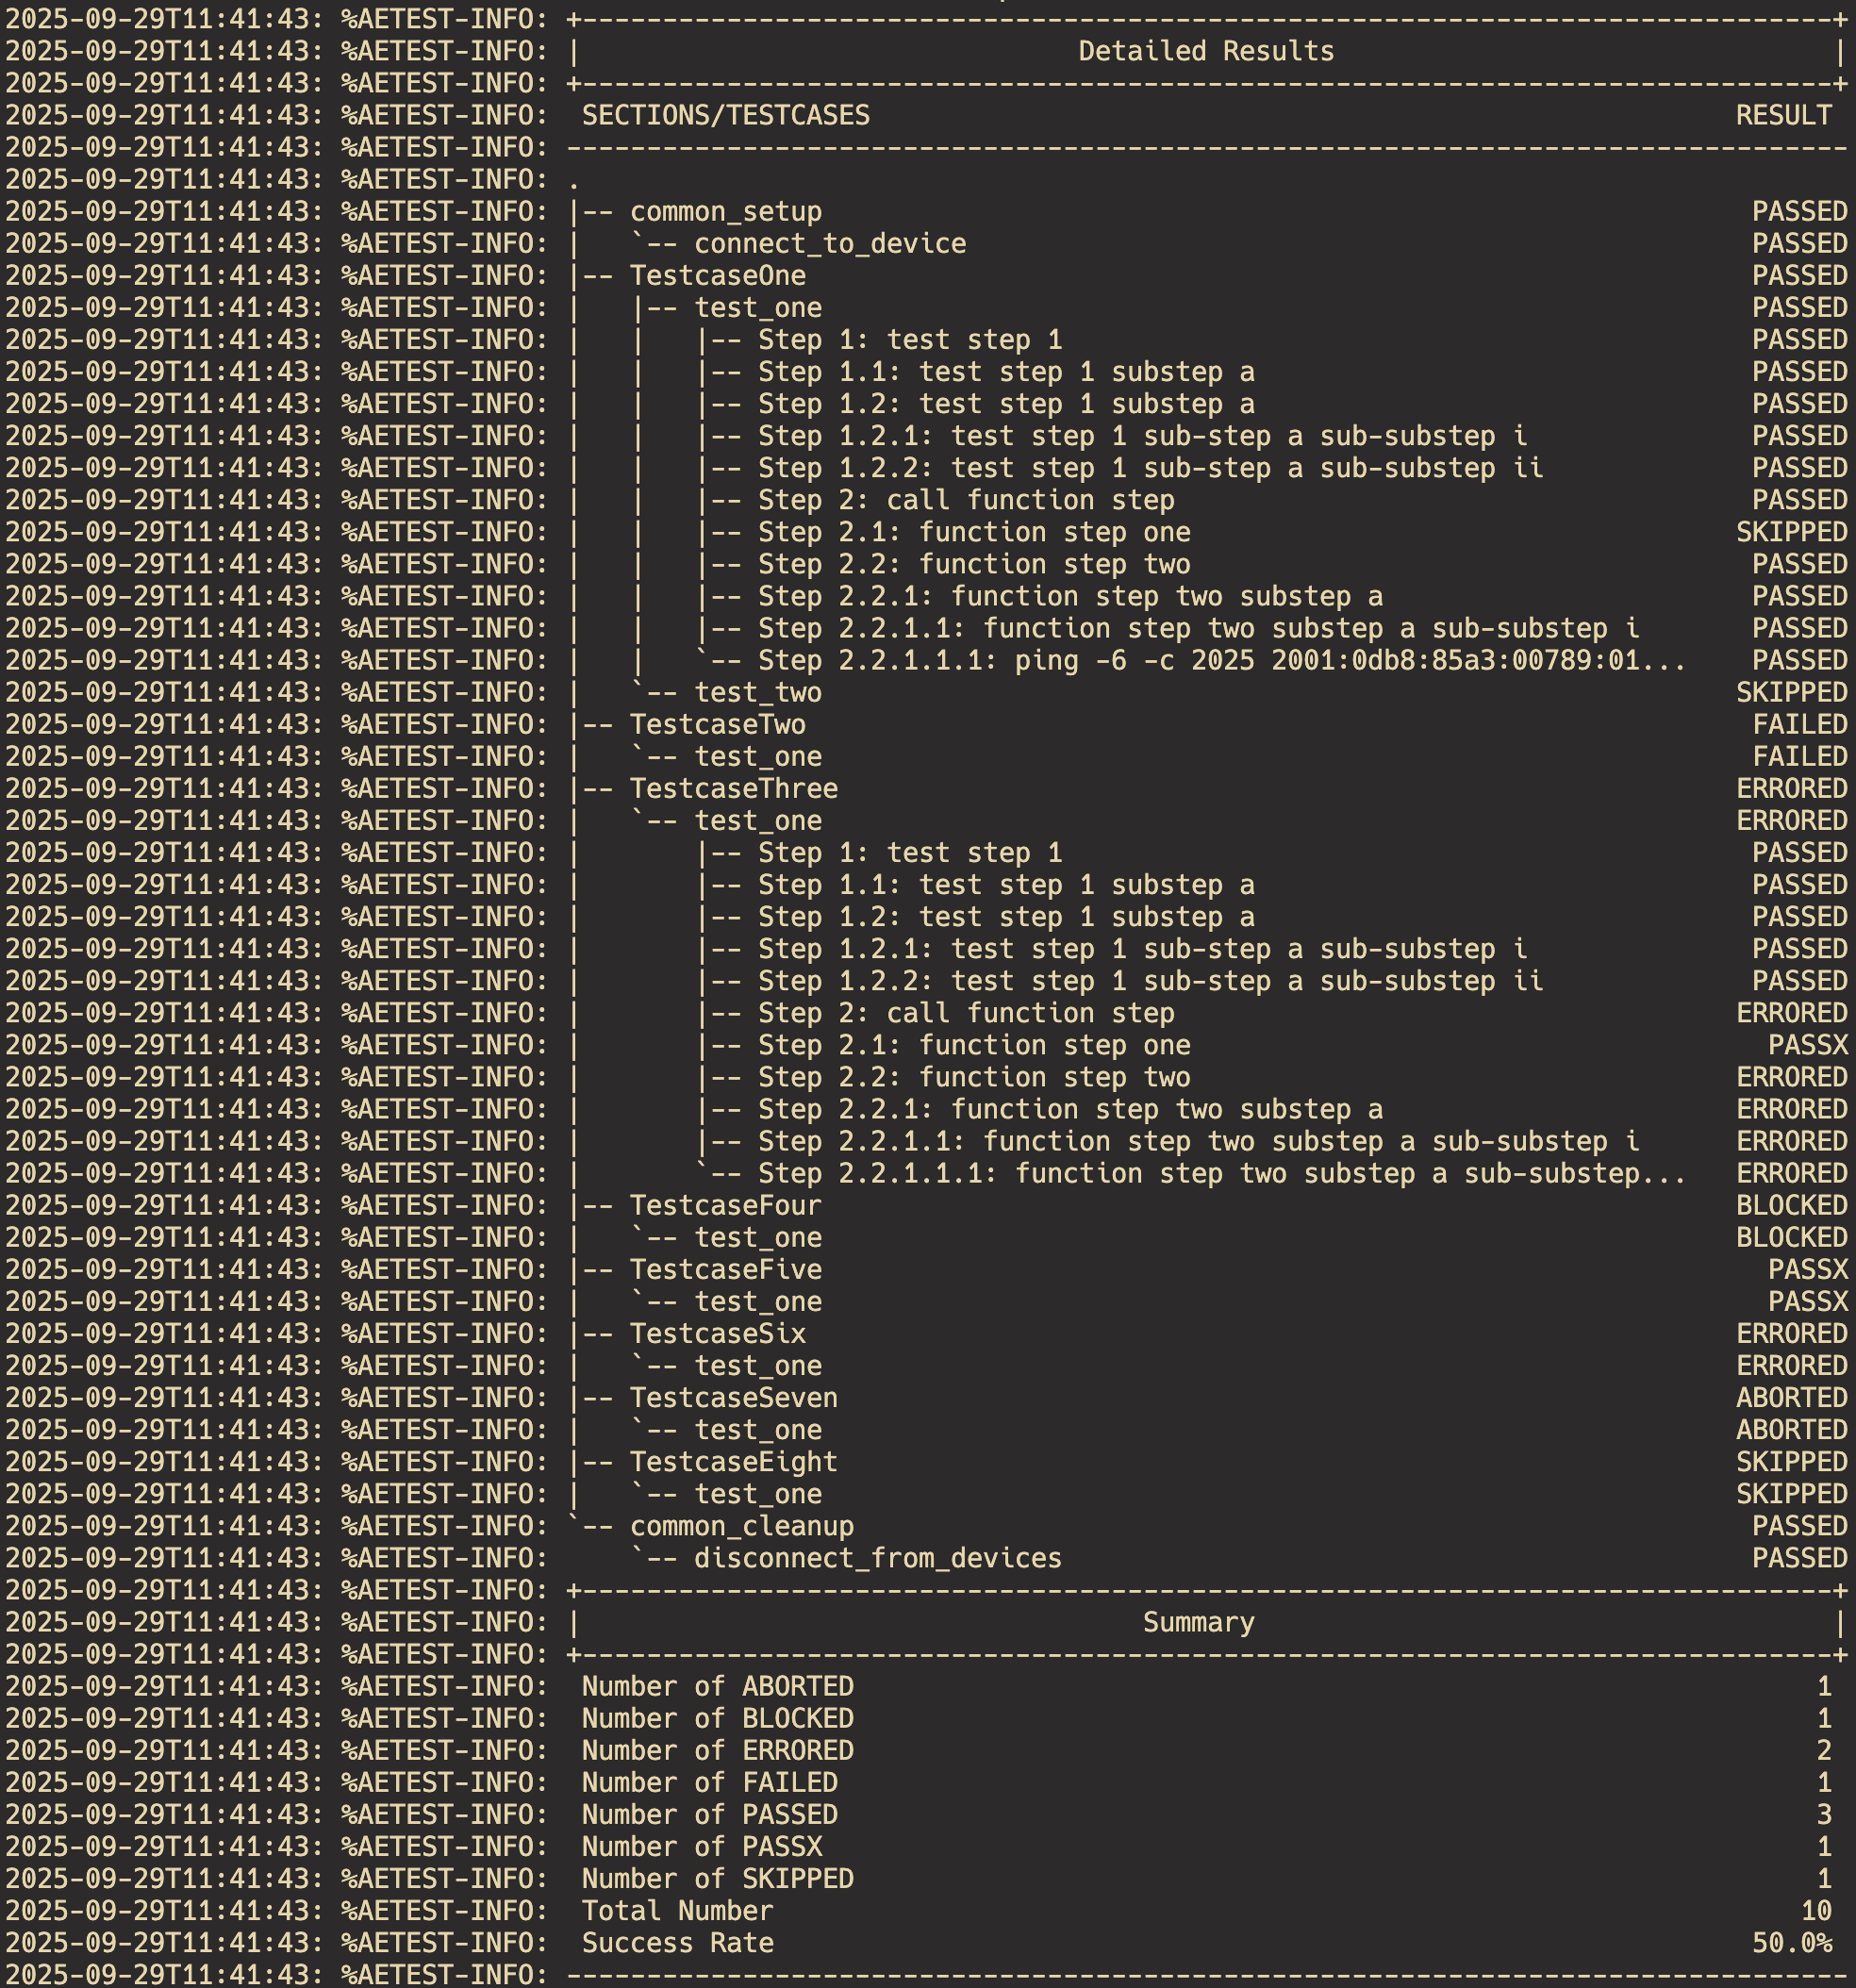 2025-09-29T11:41:43: %AETEST-INFO: +------------------------------------------------------------------------------+
2025-09-29T11:41:43: %AETEST-INFO: |                               Detailed Results                               |
2025-09-29T11:41:43: %AETEST-INFO: +------------------------------------------------------------------------------+
2025-09-29T11:41:43: %AETEST-INFO:  SECTIONS/TESTCASES                                                      RESULT
2025-09-29T11:41:43: %AETEST-INFO: --------------------------------------------------------------------------------
2025-09-29T11:41:43: %AETEST-INFO: .
2025-09-29T11:41:43: %AETEST-INFO: |-- common_setup                                                          PASSED
2025-09-29T11:41:43: %AETEST-INFO: |   `-- connect_to_device                                                 PASSED
2025-09-29T11:41:43: %AETEST-INFO: |-- TestcaseOne                                                           PASSED
2025-09-29T11:41:43: %AETEST-INFO: |   |-- test_one                                                          PASSED
2025-09-29T11:41:43: %AETEST-INFO: |   |   |-- Step 1: test step 1                                           PASSED
2025-09-29T11:41:43: %AETEST-INFO: |   |   |-- Step 1.1: test step 1 substep a                               PASSED
2025-09-29T11:41:43: %AETEST-INFO: |   |   |-- Step 1.2: test step 1 substep a                               PASSED
2025-09-29T11:41:43: %AETEST-INFO: |   |   |-- Step 1.2.1: test step 1 sub-step a sub-substep i              PASSED
2025-09-29T11:41:43: %AETEST-INFO: |   |   |-- Step 1.2.2: test step 1 sub-step a sub-substep ii             PASSED
2025-09-29T11:41:43: %AETEST-INFO: |   |   |-- Step 2: call function step                                    PASSED
2025-09-29T11:41:43: %AETEST-INFO: |   |   |-- Step 2.1: function step one                                  SKIPPED
2025-09-29T11:41:43: %AETEST-INFO: |   |   |-- Step 2.2: function step two                                   PASSED
2025-09-29T11:41:43: %AETEST-INFO: |   |   |-- Step 2.2.1: function step two substep a                       PASSED
2025-09-29T11:41:43: %AETEST-INFO: |   |   |-- Step 2.2.1.1: function step two substep a sub-substep i       PASSED
2025-09-29T11:41:43: %AETEST-INFO: |   |   `-- Step 2.2.1.1.1: ping -6 -c 2025 2001:0db8:85a3:00789:01...    PASSED
2025-09-29T11:41:43: %AETEST-INFO: |   `-- test_two                                                         SKIPPED
2025-09-29T11:41:43: %AETEST-INFO: |-- TestcaseTwo                                                           FAILED
2025-09-29T11:41:43: %AETEST-INFO: |   `-- test_one                                                          FAILED
2025-09-29T11:41:43: %AETEST-INFO: |-- TestcaseThree                                                        ERRORED
2025-09-29T11:41:43: %AETEST-INFO: |   `-- test_one                                                         ERRORED
2025-09-29T11:41:43: %AETEST-INFO: |       |-- Step 1: test step 1                                           PASSED
2025-09-29T11:41:43: %AETEST-INFO: |       |-- Step 1.1: test step 1 substep a                               PASSED
2025-09-29T11:41:43: %AETEST-INFO: |       |-- Step 1.2: test step 1 substep a                               PASSED
2025-09-29T11:41:43: %AETEST-INFO: |       |-- Step 1.2.1: test step 1 sub-step a sub-substep i              PASSED
2025-09-29T11:41:43: %AETEST-INFO: |       |-- Step 1.2.2: test step 1 sub-step a sub-substep ii             PASSED
2025-09-29T11:41:43: %AETEST-INFO: |       |-- Step 2: call function step                                   ERRORED
2025-09-29T11:41:43: %AETEST-INFO: |       |-- Step 2.1: function step one                                    PASSX
2025-09-29T11:41:43: %AETEST-INFO: |       |-- Step 2.2: function step two                                  ERRORED
2025-09-29T11:41:43: %AETEST-INFO: |       |-- Step 2.2.1: function step two substep a                      ERRORED
2025-09-29T11:41:43: %AETEST-INFO: |       |-- Step 2.2.1.1: function step two substep a sub-substep i      ERRORED
2025-09-29T11:41:43: %AETEST-INFO: |       `-- Step 2.2.1.1.1: function step two substep a sub-substep...   ERRORED
2025-09-29T11:41:43: %AETEST-INFO: |-- TestcaseFour                                                         BLOCKED
2025-09-29T11:41:43: %AETEST-INFO: |   `-- test_one                                                         BLOCKED
2025-09-29T11:41:43: %AETEST-INFO: |-- TestcaseFive                                                           PASSX
2025-09-29T11:41:43: %AETEST-INFO: |   `-- test_one                                                           PASSX
2025-09-29T11:41:43: %AETEST-INFO: |-- TestcaseSix                                                          ERRORED
2025-09-29T11:41:43: %AETEST-INFO: |   `-- test_one                                                         ERRORED
2025-09-29T11:41:43: %AETEST-INFO: |-- TestcaseSeven                                                        ABORTED
2025-09-29T11:41:43: %AETEST-INFO: |   `-- test_one                                                         ABORTED
2025-09-29T11:41:43: %AETEST-INFO: |-- TestcaseEight                                                        SKIPPED
2025-09-29T11:41:43: %AETEST-INFO: |   `-- test_one                                                         SKIPPED
2025-09-29T11:41:43: %AETEST-INFO: `-- common_cleanup                                                        PASSED
2025-09-29T11:41:43: %AETEST-INFO:     `-- disconnect_from_devices                                           PASSED
2025-09-29T11:41:43: %AETEST-INFO: +------------------------------------------------------------------------------+
2025-09-29T11:41:43: %AETEST-INFO: |                                   Summary                                    |
2025-09-29T11:41:43: %AETEST-INFO: +------------------------------------------------------------------------------+
2025-09-29T11:41:43: %AETEST-INFO:  Number of ABORTED                                                            1
2025-09-29T11:41:43: %AETEST-INFO:  Number of BLOCKED                                                            1
2025-09-29T11:41:43: %AETEST-INFO:  Number of ERRORED                                                            2
2025-09-29T11:41:43: %AETEST-INFO:  Number of FAILED                                                             1
2025-09-29T11:41:43: %AETEST-INFO:  Number of PASSED                                                             3
2025-09-29T11:41:43: %AETEST-INFO:  Number of PASSX                                                              1
2025-09-29T11:41:43: %AETEST-INFO:  Number of SKIPPED                                                            1
2025-09-29T11:41:43: %AETEST-INFO:  Total Number                                                                10
2025-09-29T11:41:43: %AETEST-INFO:  Success Rate                                                             50.0%
2025-09-29T11:41:43: %AETEST-INFO: --------------------------------------------------------------------------------